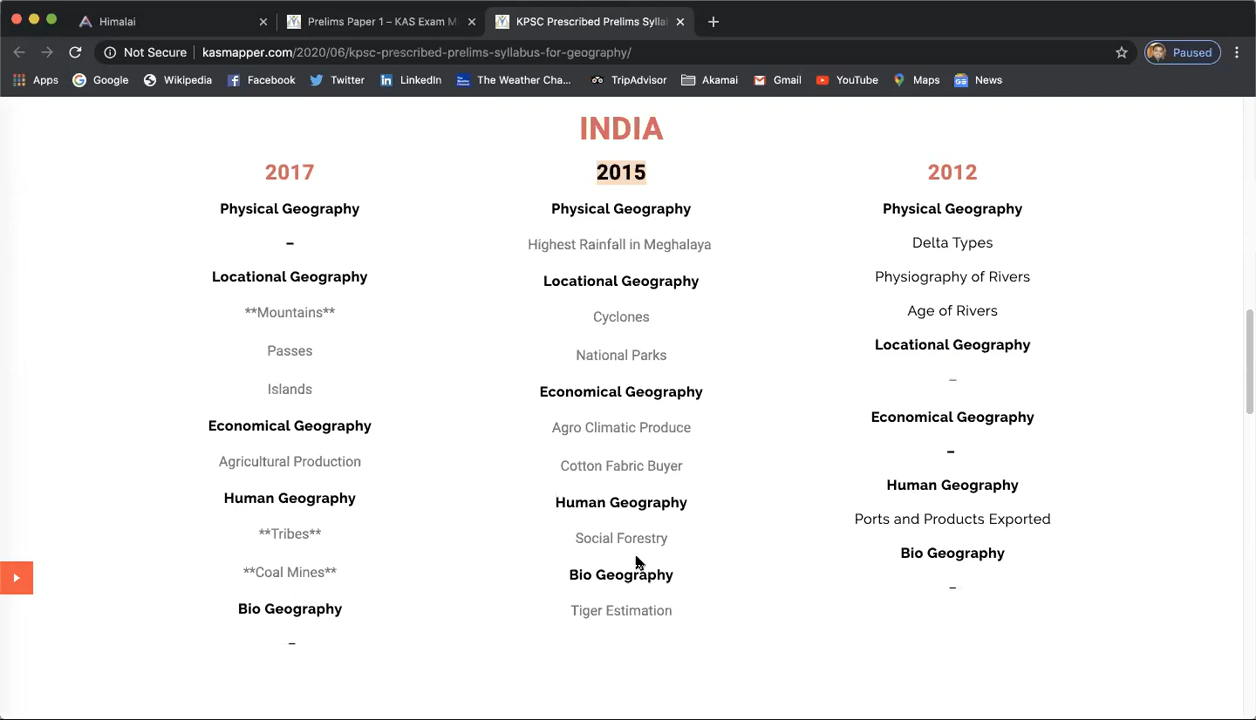 Himalai
Prelims Paper 1 – KAS Exam M
KPSC Prescribed Prelims Sylla
Not Secure
kasmapper.com/2020/06/kpsc-prescribed-prelims-syllabus-for-geography/
Paused
Apps
Google
Wikipedia
Facebook
Twitter
LinkedIn
The Weather Cha...
TripAdvisor
Akamai
Gmail
YouTube
Maps
News
INDIA
2017
Physical Geography
–
Locational Geography
**Mountains**
Passes
Islands
Economical Geography
Agricultural Production
Human Geography
**Tribes**
**Coal Mines**
Bio Geography
–
2015
Physical Geography
Highest Rainfall in Meghalaya
Locational Geography
Cyclones
National Parks
Economical Geography
Agro Climatic Produce
Cotton Fabric Buyer
Human Geography
Social Forestry
Bio Geography
Tiger Estimation
2012
Physical Geography
Delta Types
Physiography of Rivers
Age of Rivers
Locational Geography
–
Economical Geography
–
Human Geography
Ports and Products Exported
Bio Geography
–